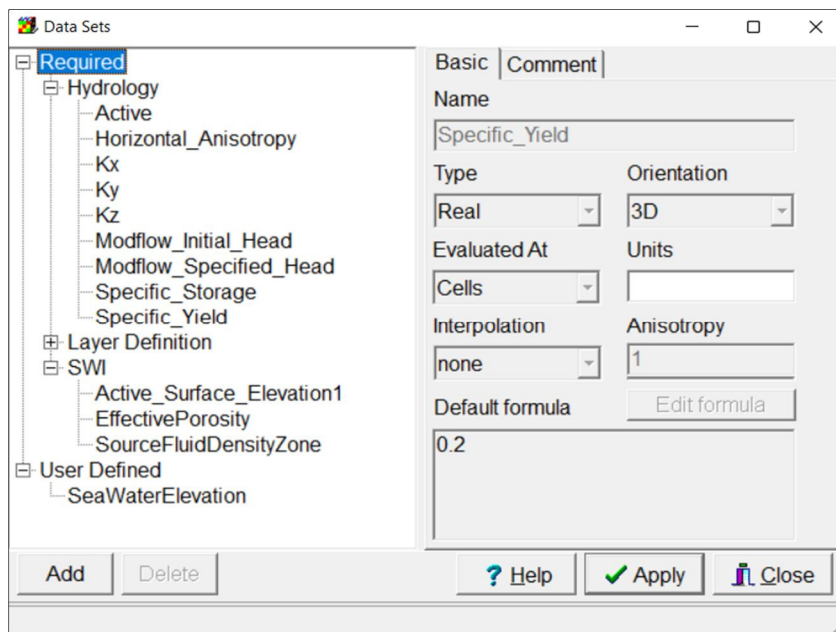 Data Sets
Required
Hydrology
Active
Horizontal_Anisotropy
Kx
Ky
Kz
Modflow_Initial_Head
Modflow_Specified_Head
Specific_Storage
Specific_Yield
Layer Definition
SWI
Active_Surface_Elevation1
EffectivePorosity
SourceFluidDensityZone
User Defined
SeaWaterElevation
Basic Comment
Name
Specific_Yield
Type Orientation
Real 3D
Evaluated At Units
Cells
Interpolation Anisotropy
none 1
Default formula Edit formula
0.2
Add Delete ? Help Apply Close